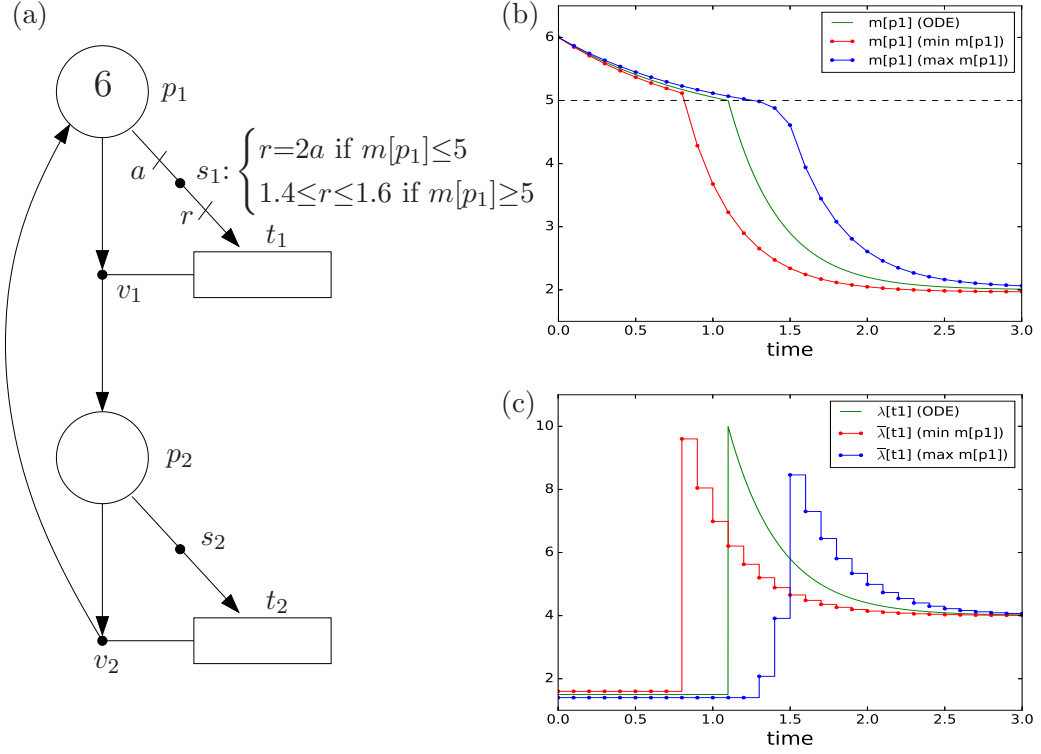 (a)
6
p1
a
s1: { r=2a if m[p1]≤5
1.4≤r≤1.6 if m[p1]≥5
r
t1
v1
p2
s2
t2
v2
(b)
m[p1] (ODE)
m[p1] (min m[p1])
m[p1] (max m[p1])
6
5
4
3
2
0.0 0.5 1.0 1.5 2.0 2.5 3.0
time
(c)
λ[t1] (ODE)
λ̅[t1] (min m[p1])
λ̅[t1] (max m[p1])
10
8
6
4
2
0.0 0.5 1.0 1.5 2.0 2.5 3.0
time